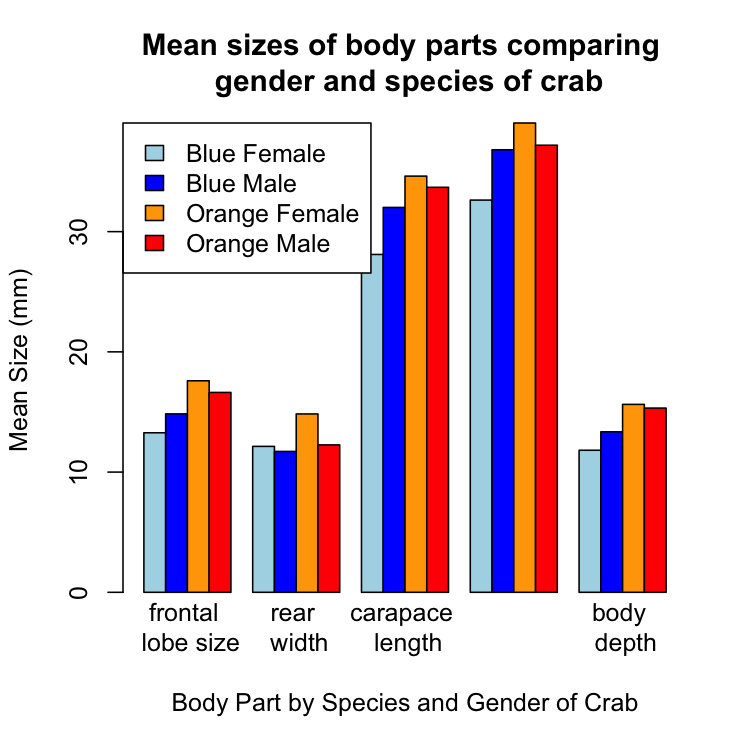 Mean sizes of body parts comparing
gender and species of crab
Blue Female
Blue Male
Orange Female
Orange Male
Mean Size (mm)
30
20
10
0
frontal
lobe size
rear
width
carapace
length
body
depth
Body Part by Species and Gender of Crab